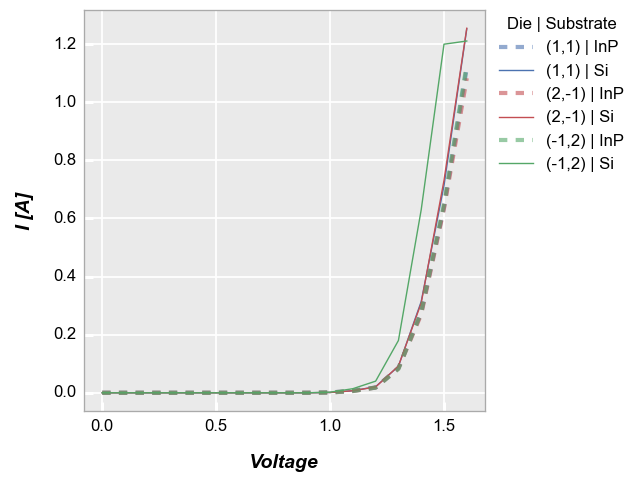 Die | Substrate
(1,1) | InP
(1,1) | Si
(2,-1) | InP
(2,-1) | Si
(-1,2) | InP
(-1,2) | Si
I [A]
1.2
1.0
0.8
0.6
0.4
0.2
0.0
0.0 0.5 1.0 1.5
Voltage